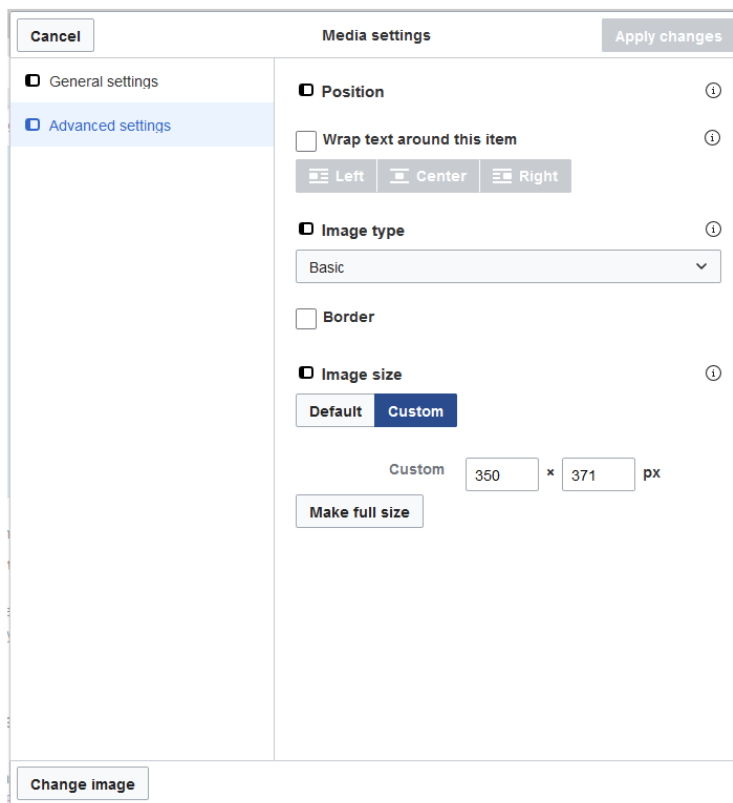 Cancel
Media settings
Apply changes
General settings
Advanced settings
Position
Wrap text around this item
Left
Center
Right
Image type
Basic
Border
Image size
Default
Custom
Custom 350 × 371 px
Make full size
Change image